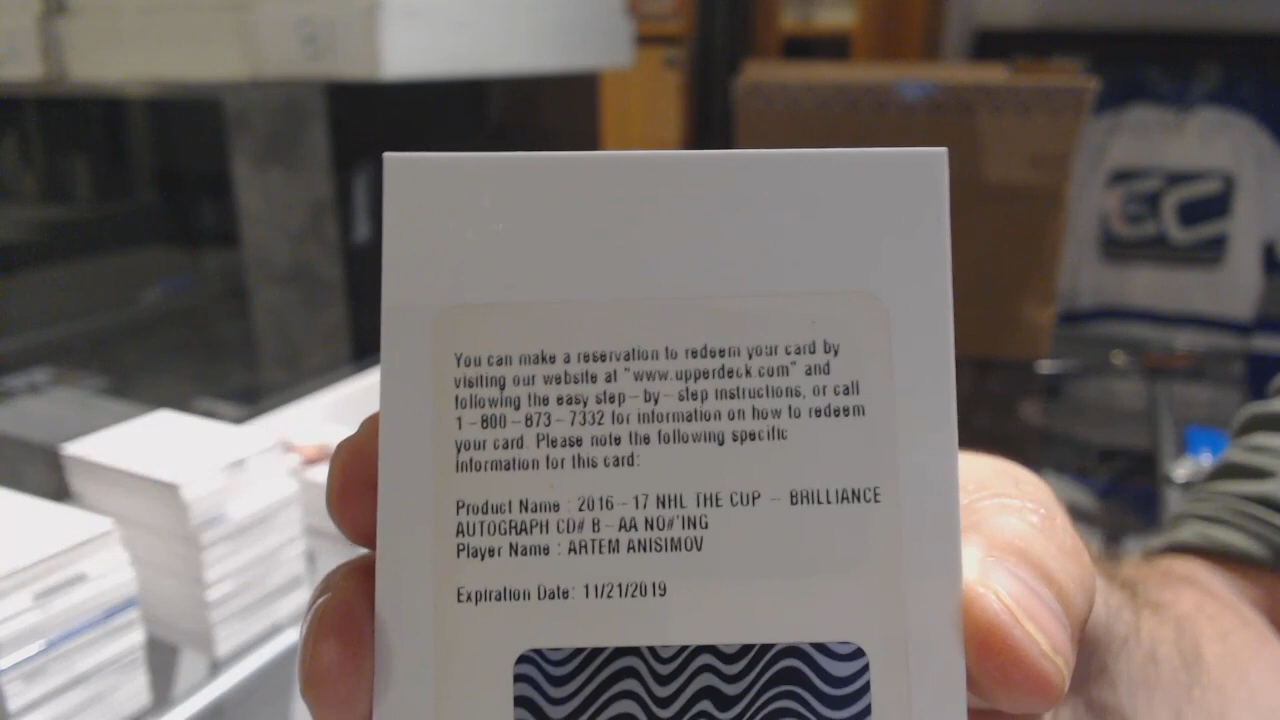 EC
You can make a reservation to redeem your card by
visiting our website at "www.upperdeck.com" and
following the easy step-by-step instructions, or call
1-800-873-7332 for information on how to redeem
your card. Please note the following specific
information for this card:
Product Name : 2016-17 NHL THE CUP - BRILLIANCE
AUTOGRAPH CD# B-AA NO#'ING
Player Name : ARTEM ANISIMOV
Expiration Date: 11/21/2019